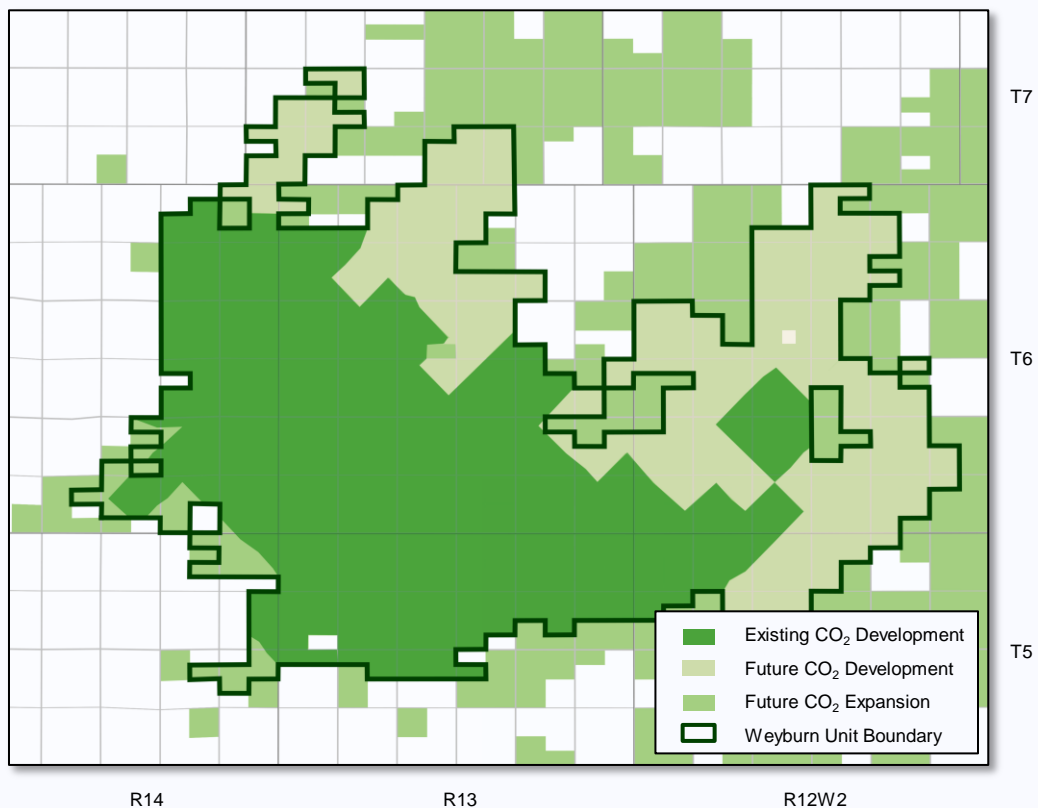 T7
T6
Existing CO₂ Development
Future CO₂ Development
Future CO₂ Expansion
Weyburn Unit Boundary
T5
R14 R13 R12W2